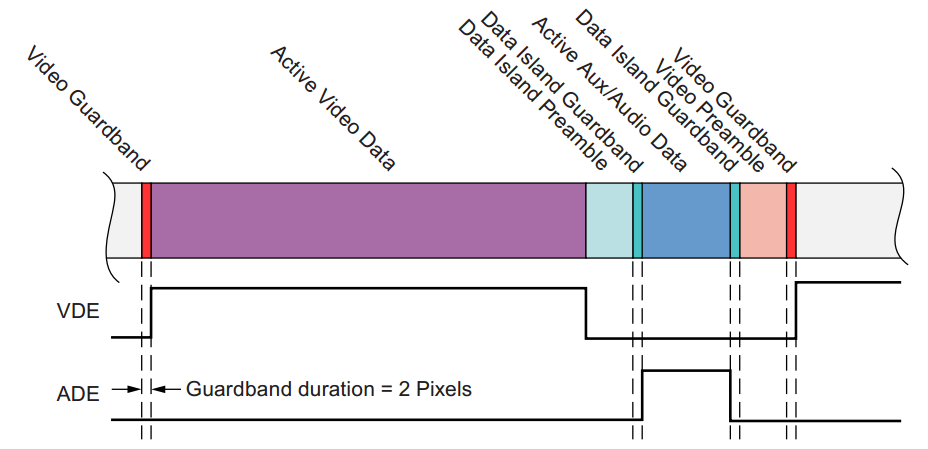 Video Guardband
Active Video Data
Data Island Preamble
Data Island Guardband
Active Aux/Audio Data
Data Island Guardband
Video Preamble
Video Guardband
VDE
ADE
Guardband duration = 2 Pixels